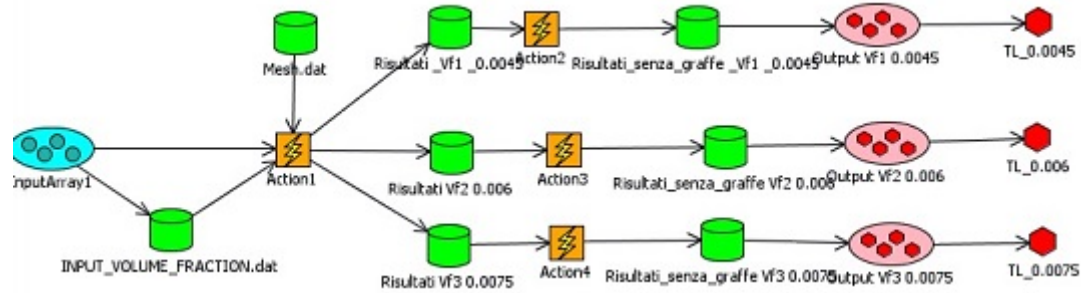 Mesh.dat
Risultati _Vf1 _0.0045
Action2
Risultati_senza_graffe _Vf1 _0.0045
Output Vf1 0.0045
TL_0.0045
InputArray1
Action1
Risultati Vf2 0.006
Action3
Risultati_senza_graffe Vf2 0.006
Output Vf2 0.006
TL_0.006
INPUT_VOLUME_FRACTION.dat
Risultati Vf3 0.0075
Action4
Risultati_senza_graffe Vf3 0.0075
Output Vf3 0.0075
TL_0.0075